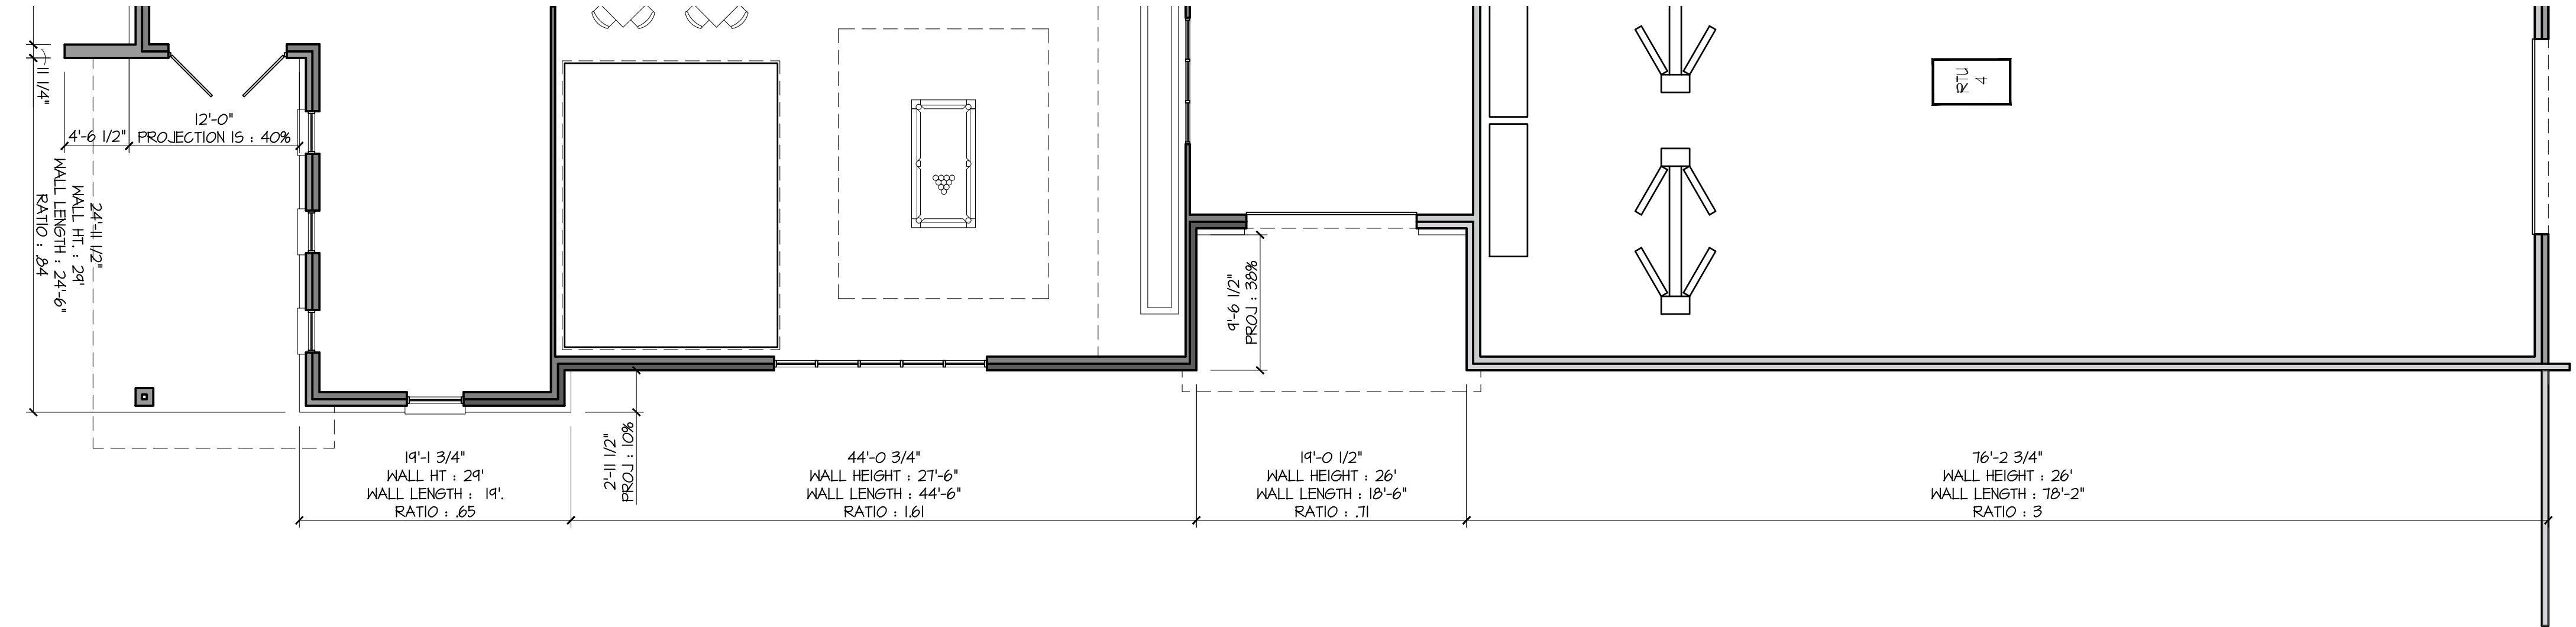 11 1/4"
12'-0"
4'-6 1/2" PROJECTION IS : 40%
24'-11 1/2"
WALL HT. : 29'
WALL LENGTH : 24'-6"
RATIO : .84
RTU
4
9'-6 1/2"
PROJ : 38%
2'-11 1/2"
PROJ : 10%
19'-1 3/4"
WALL HT : 29'
WALL LENGTH : 19'.
RATIO : .65
44'-0 3/4"
WALL HEIGHT : 27'-6"
WALL LENGTH : 44'-6"
RATIO : 1.61
19'-0 1/2"
WALL HEIGHT : 26'
WALL LENGTH : 18'-6"
RATIO : .71
76'-2 3/4"
WALL HEIGHT : 26'
WALL LENGTH : 78'-2"
RATIO : 3